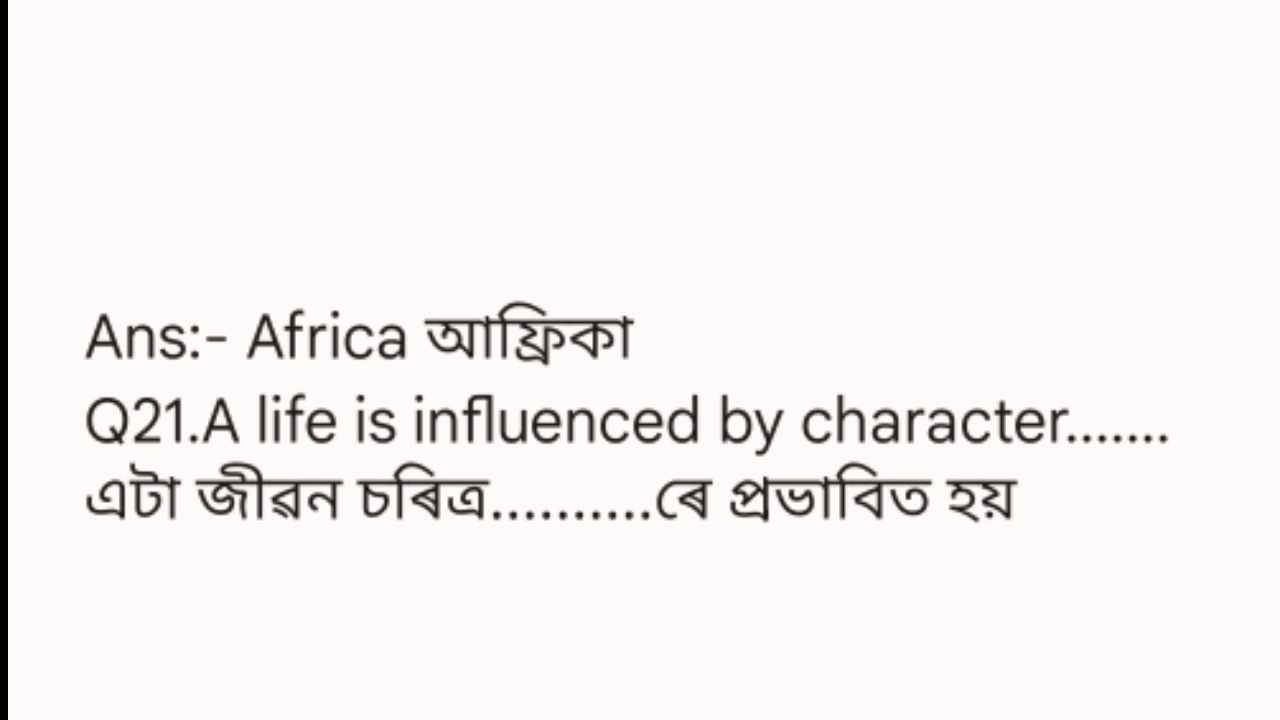 Ans:- Africa আফ্ৰিকা
Q21.A life is influenced by character.......
এটা জীৱন চৰিত্ৰ..........ৰে প্ৰভাবিত হয়